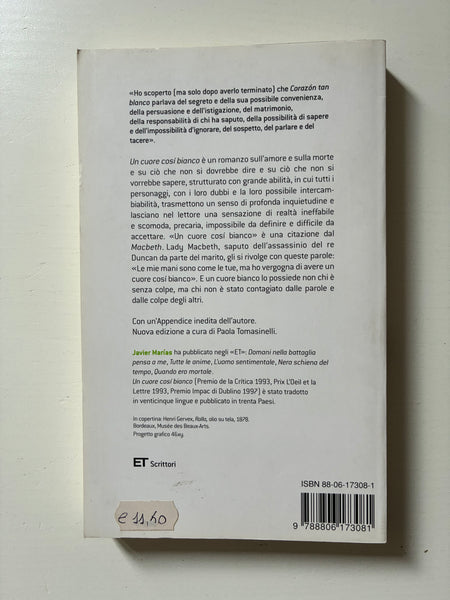 «Ho scoperto (ma solo dopo averlo terminato) che Corazón tan
blanco parlava del segreto e della sua possibile convenienza,
della persuasione e dell'istigazione, del matrimonio,
della responsabilità di chi ha saputo, della possibilità di sapere
e dell'impossibilità d'ignorare, del sospetto, del parlare e del
tacere».
Un cuore cosí bianco è un romanzo sull'amore e sulla morte
e su ciò che non si dovrebbe dire e su ciò che non si
vorrebbe sapere, strutturato con grande abilità, in cui tutti i
personaggi, con i loro dubbi e la loro possibile intercam-
biabilità, trasmettono un senso di profonda inquietudine e
lasciano nel lettore una sensazione di realtà ineffabile
e scomoda, precaria, impossibile da definire e difficile da
accettare. «Un cuore cosí bianco» è una citazione dal
Macbeth. Lady Macbeth, saputo dell'assassinio del re
Duncan da parte del marito, gli si rivolge con queste parole:
«Le mie mani sono come le tue, ma ho vergogna di avere un
cuore cosí bianco». E un cuore bianco lo possiede non chi è
senza colpe, ma chi non è stato contagiato dalle parole e
dalle colpe degli altri.
Con un'Appendice inedita dell'autore.
Nuova edizione a cura di Paola Tomasinelli.
Javier Marías ha pubblicato negli «ET»: Domani nella battaglia
pensa a me, Tutte le anime, L'uomo sentimentale, Nera schiena del
tempo, Quando ero mortale.
Un cuore cosí bianco (Premio de la Crítica 1993, Prix L'Oeil et la
Lettre 1993, Premio Impac di Dublino 1997) è stato tradotto
in venticinque lingue e pubblicato in trenta Paesi.
In copertina: Henri Gervex, Rolla, olio su tela, 1878.
Bordeaux, Musée des Beaux-Arts.
Progetto grafico 46xy.
ET Scrittori
ISBN 88-06-17308-1
9 788806 173081
€ 11,40